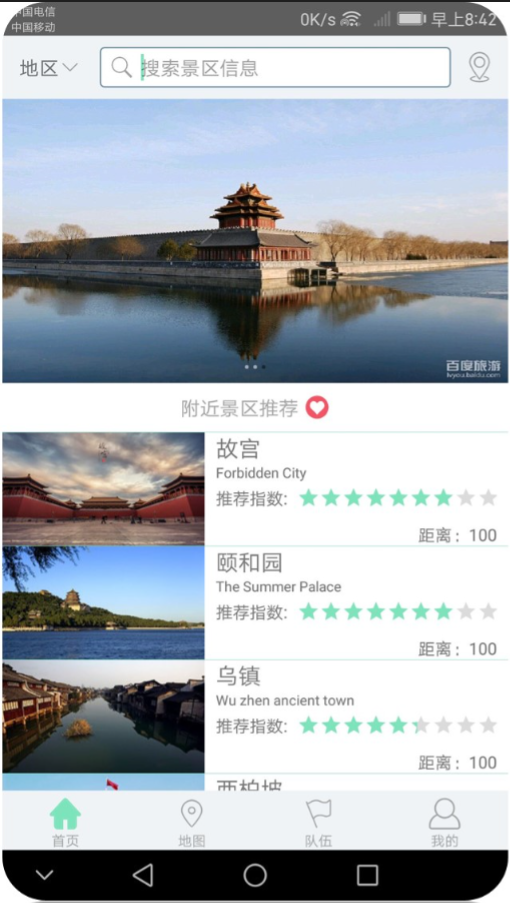 中国电信
中国移动
0K/s
早上8:42
地区
搜索景区信息
百度旅游
lvyou.baidu.com
附近景区推荐
故宫
Forbidden City
推荐指数:
距离: 100
颐和园
The Summer Palace
推荐指数:
距离: 100
乌镇
Wu zhen ancient town
推荐指数:
距离: 100
西柏坡
首页
地图
队伍
我的